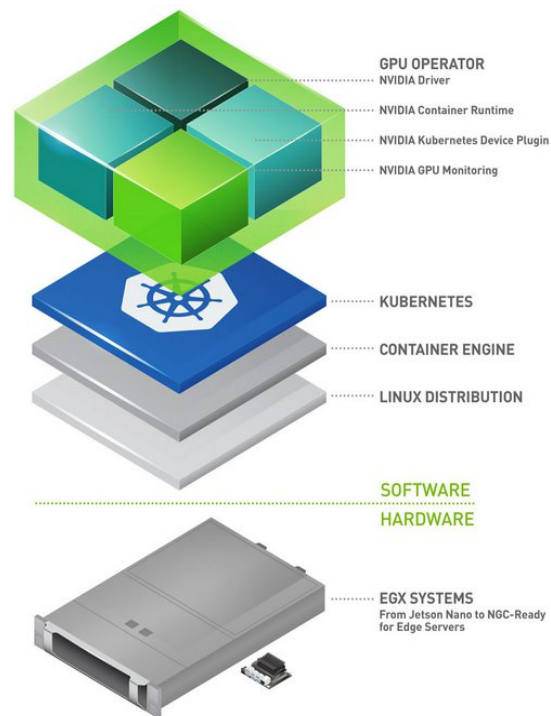 GPU OPERATOR
NVIDIA Driver
NVIDIA Container Runtime
NVIDIA Kubernetes Device Plugin
NVIDIA GPU Monitoring
KUBERNETES
CONTAINER ENGINE
LINUX DISTRIBUTION
SOFTWARE
HARDWARE
EGX SYSTEMS
From Jetson Nano to NGC-Ready
for Edge Servers